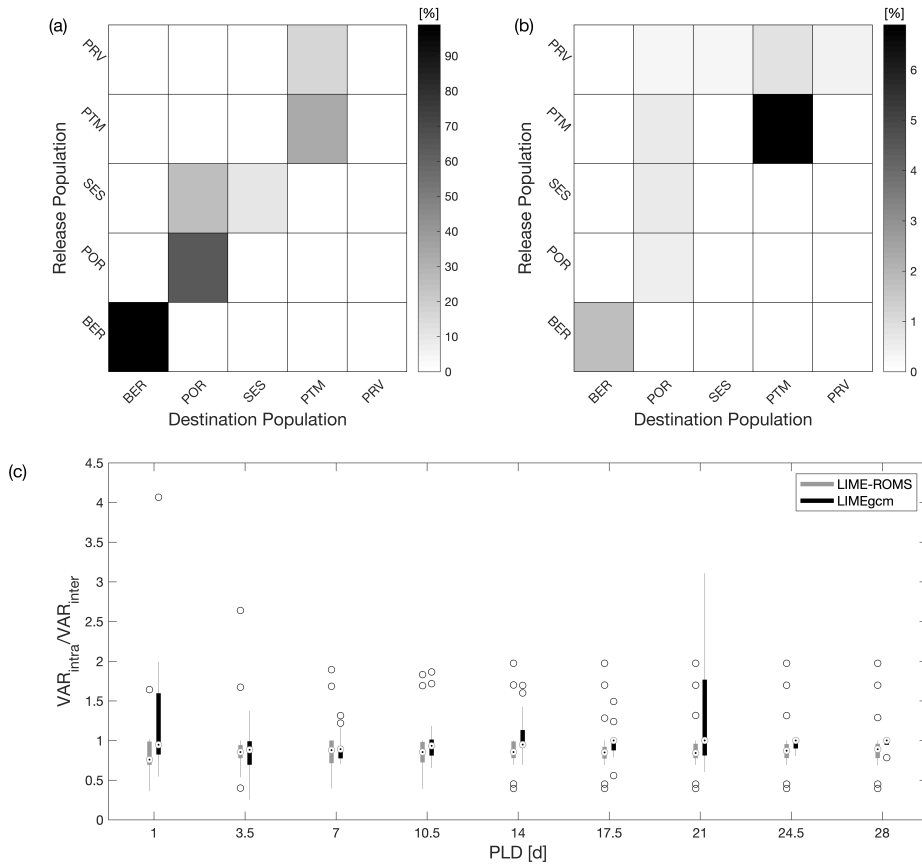 (a)
[%]
Release Population
PRV
PTM
SES
POR
BER
BER
POR
SES
PTM
PRV
Destination Population
90
80
70
60
50
40
30
20
10
0
(b)
[%]
Release Population
PRV
PTM
SES
POR
BER
BER
POR
SES
PTM
PRV
Destination Population
6
5
4
3
2
1
0
(c)
VAR_intra/VAR_inter
4.5
4
3.5
3
2.5
2
1.5
1
0.5
0
LIME-ROMS
LIMEgcm
1 3.5 7 10.5 14 17.5 21 24.5 28
PLD [d]